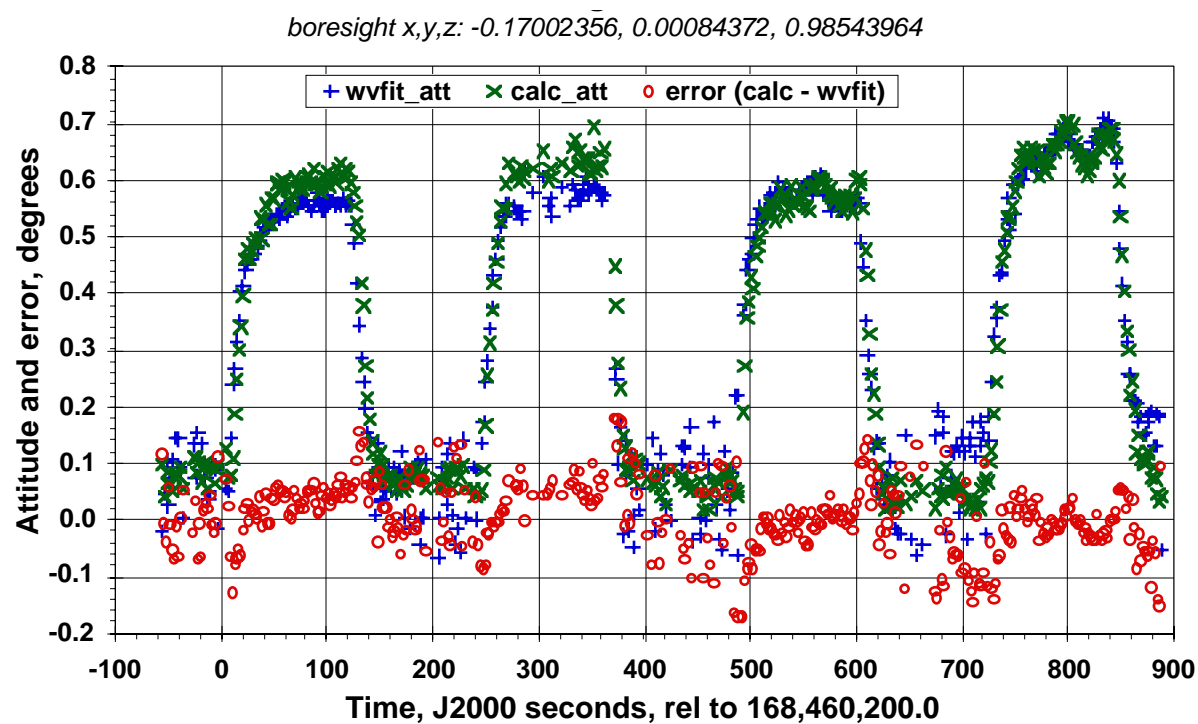 boresight x,y,z: -0.17002356, 0.00084372, 0.98543964
0.8
wvfit_att calc_att error (calc - wvfit)
0.7
0.6
0.5
0.4
0.3
0.2
0.1
0.0
-0.1
-0.2
Attitude and error, degrees
-100 0 100 200 300 400 500 600 700 800 900
Time, J2000 seconds, rel to 168,460,200.0